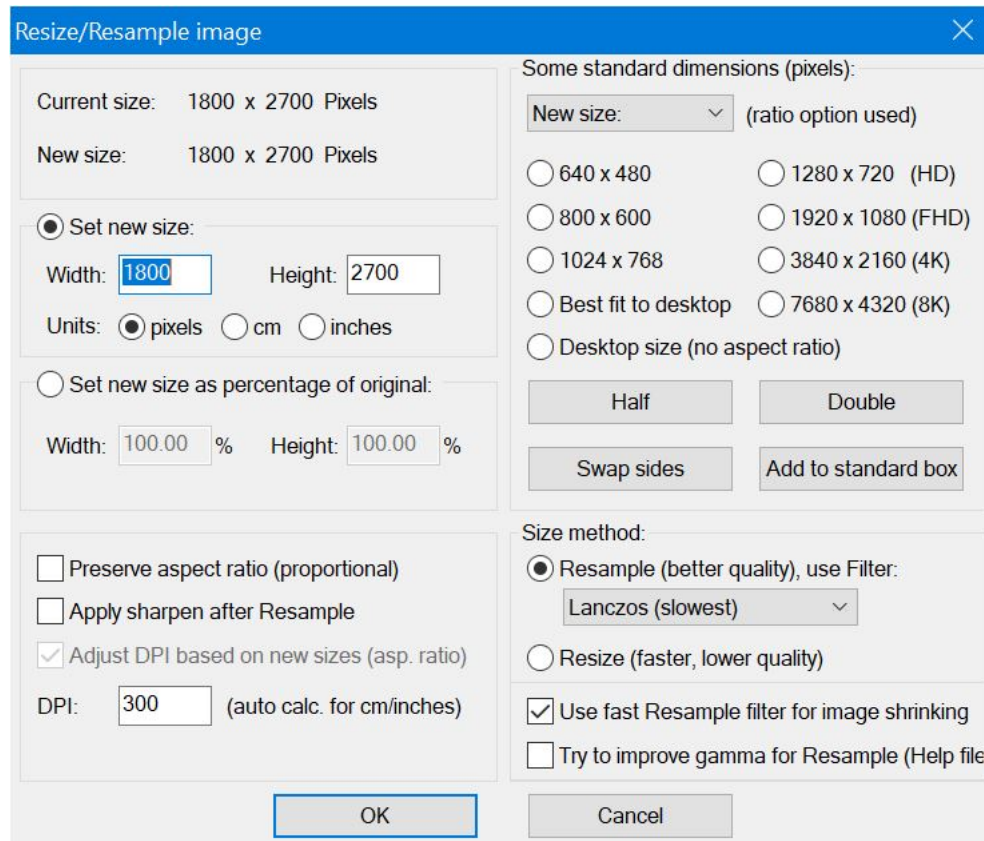 Resize/Resample image
Current size: 1800 x 2700 Pixels
New size: 1800 x 2700 Pixels
Set new size:
Width: 1800 Height: 2700
Units: pixels cm inches
Set new size as percentage of original:
Width: 100.00 % Height: 100.00 %
Preserve aspect ratio (proportional)
Apply sharpen after Resample
Adjust DPI based on new sizes (asp. ratio)
DPI: 300 (auto calc. for cm/inches)
Some standard dimensions (pixels):
New size: (ratio option used)
640 x 480 1280 x 720 (HD)
800 x 600 1920 x 1080 (FHD)
1024 x 768 3840 x 2160 (4K)
Best fit to desktop 7680 x 4320 (8K)
Desktop size (no aspect ratio)
Half Double
Swap sides Add to standard box
Size method:
Resample (better quality), use Filter:
Lanczos (slowest)
Resize (faster, lower quality)
Use fast Resample filter for image shrinking
Try to improve gamma for Resample (Help file
OK Cancel